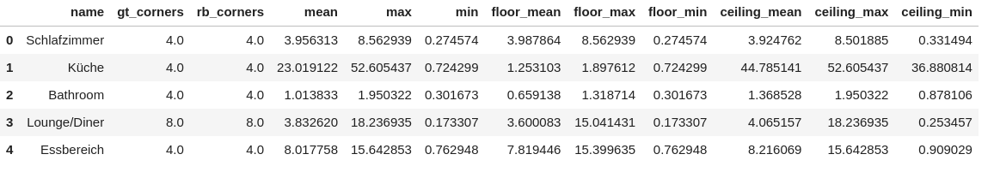 name gt_corners rb_corners mean max min floor_mean floor_max floor_min ceiling_mean ceiling_max ceiling_min
0 Schlafzimmer 4.0 4.0 3.956313 8.562939 0.274574 3.987864 8.562939 0.274574 3.924762 8.501885 0.331494
1 Küche 4.0 4.0 23.019122 52.605437 0.724299 1.253103 1.897612 0.724299 44.785141 52.605437 36.880814
2 Bathroom 4.0 4.0 1.013833 1.950322 0.301673 0.659138 1.318714 0.301673 1.368528 1.950322 0.878106
3 Lounge/Diner 8.0 8.0 3.832620 18.236935 0.173307 3.600083 15.041431 0.173307 4.065157 18.236935 0.253457
4 Essbereich 4.0 4.0 8.017758 15.642853 0.762948 7.819446 15.399635 0.762948 8.216069 15.642853 0.909029